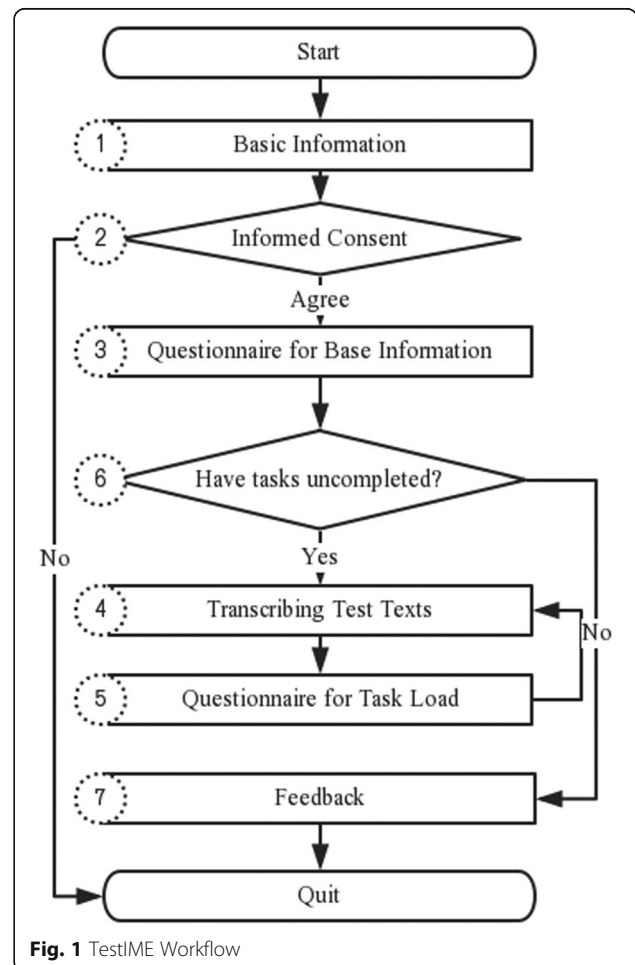 Start
1 Basic Information
2 Informed Consent
Agree
3 Questionnaire for Base Information
6 Have tasks uncompleted?
No
Yes
4 Transcribing Test Texts
No
5 Questionnaire for Task Load
7 Feedback
Quit
Fig. 1 TestIME Workflow